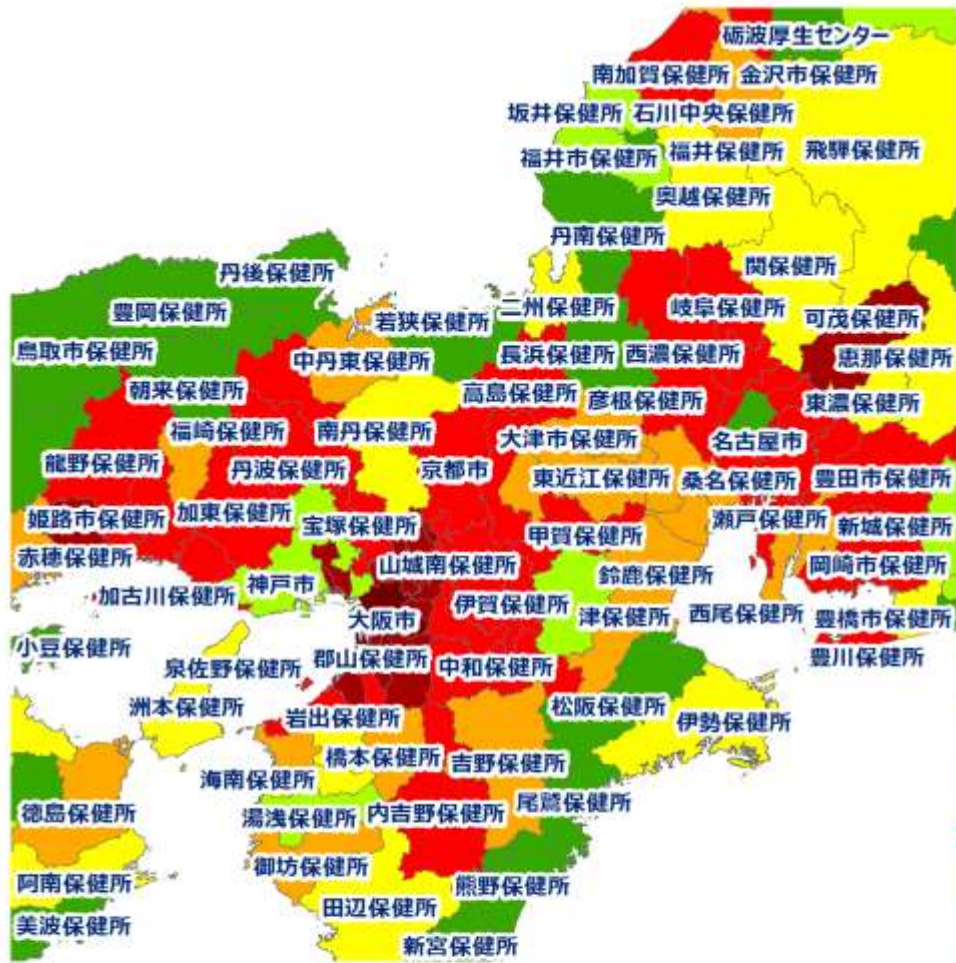 砺波厚生センター
南加賀保健所
金沢市保健所
坂井保健所
石川中央保健所
福井市保健所
福井保健所
飛騨保健所
奥越保健所
丹南保健所
関保健所
丹後保健所
豊岡保健所
若狭保健所
二州保健所
岐阜保健所
可茂保健所
鳥取市保健所
中丹東保健所
長浜保健所
西濃保健所
恵那保健所
朝来保健所
高島保健所
彦根保健所
東濃保健所
福崎保健所
南丹保健所
大津市保健所
名古屋市
龍野保健所
丹波保健所
京都市
東近江保健所
桑名保健所
豊田市保健所
姫路市保健所
加東保健所
宝塚保健所
甲賀保健所
瀬戸保健所
新城保健所
赤穂保健所
神戸市
山城南保健所
鈴鹿保健所
岡崎市保健所
加古川保健所
大阪市
伊賀保健所
津保健所
西尾保健所
豊橋市保健所
小豆保健所
泉佐野保健所
郡山保健所
中和保健所
豊川保健所
洲本保健所
岩出保健所
松阪保健所
伊勢保健所
海南保健所
橋本保健所
吉野保健所
徳島保健所
湯浅保健所
内吉野保健所
尾鷲保健所
御坊保健所
阿南保健所
熊野保健所
田辺保健所
美波保健所
新宮保健所